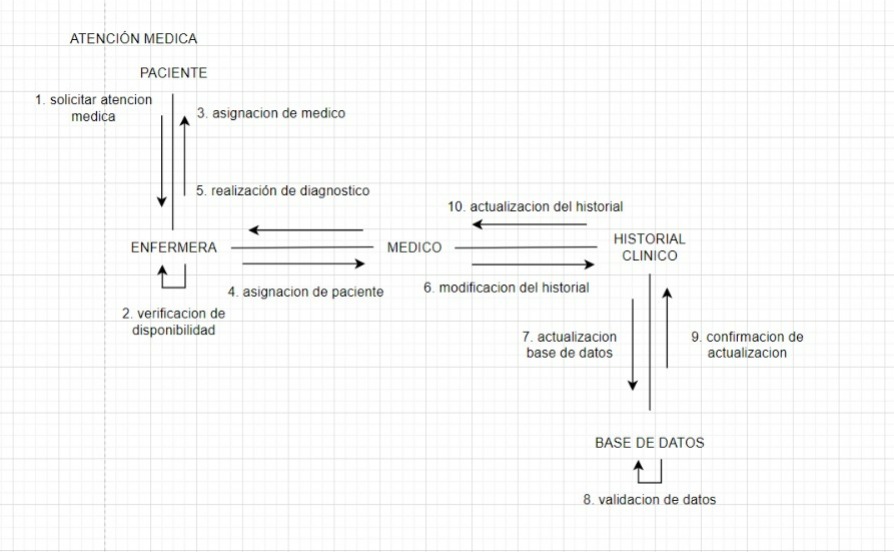 ATENCIÓN MEDICA
PACIENTE
1. solicitar atencion
medica
3. asignacion de medico
5. realización de diagnostico
10. actualizacion del historial
ENFERMERA
MEDICO
HISTORIAL
CLINICO
4. asignacion de paciente
6. modificacion del historial
2. verificacion de
disponibilidad
7. actualizacion
base de datos
9. confirmacion de
actualizacion
BASE DE DATOS
8. validacion de datos